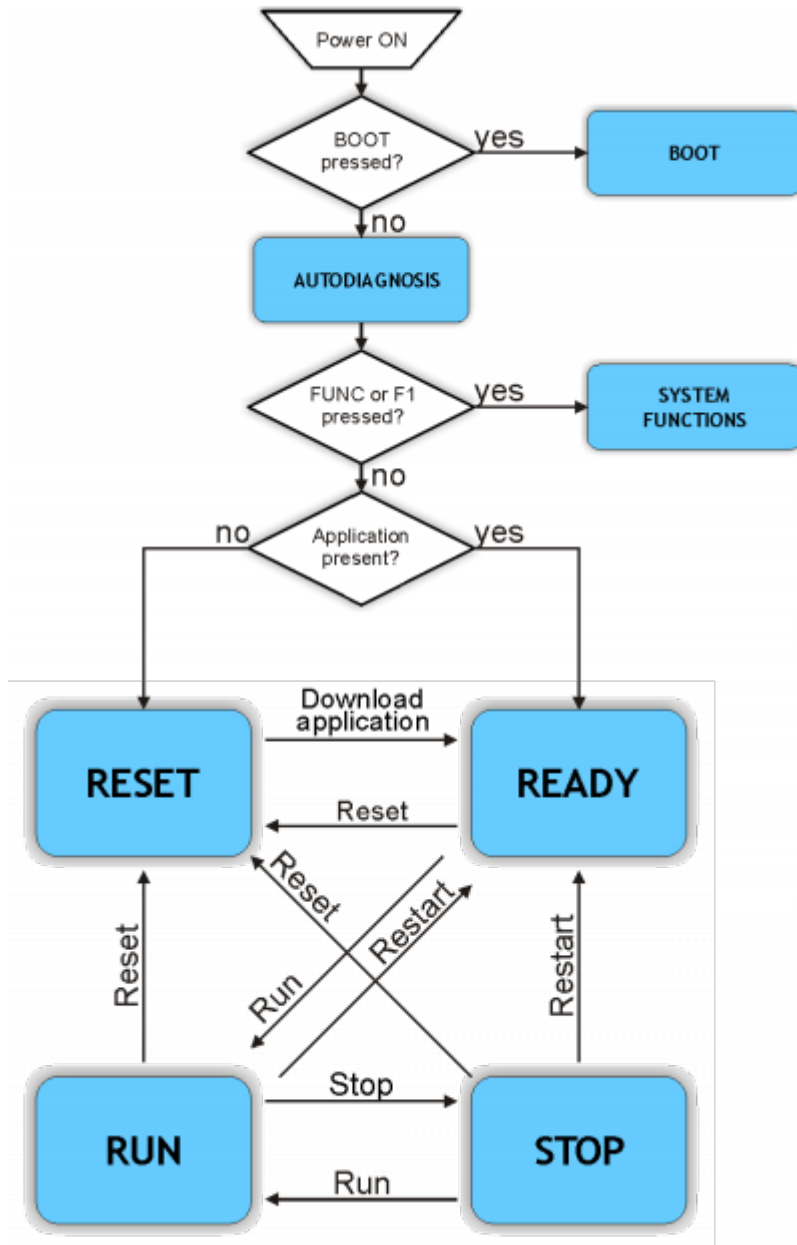 Power ON
BOOT
pressed?
yes
BOOT
no
AUTODIAGNOSIS
FUNC or F1
pressed?
yes
SYSTEM
FUNCTIONS
no
no
Application
present?
yes
RESET
Download
application
READY
Reset
Reset
Restart
Reset
Run
Restart
RUN
Stop
STOP
Run